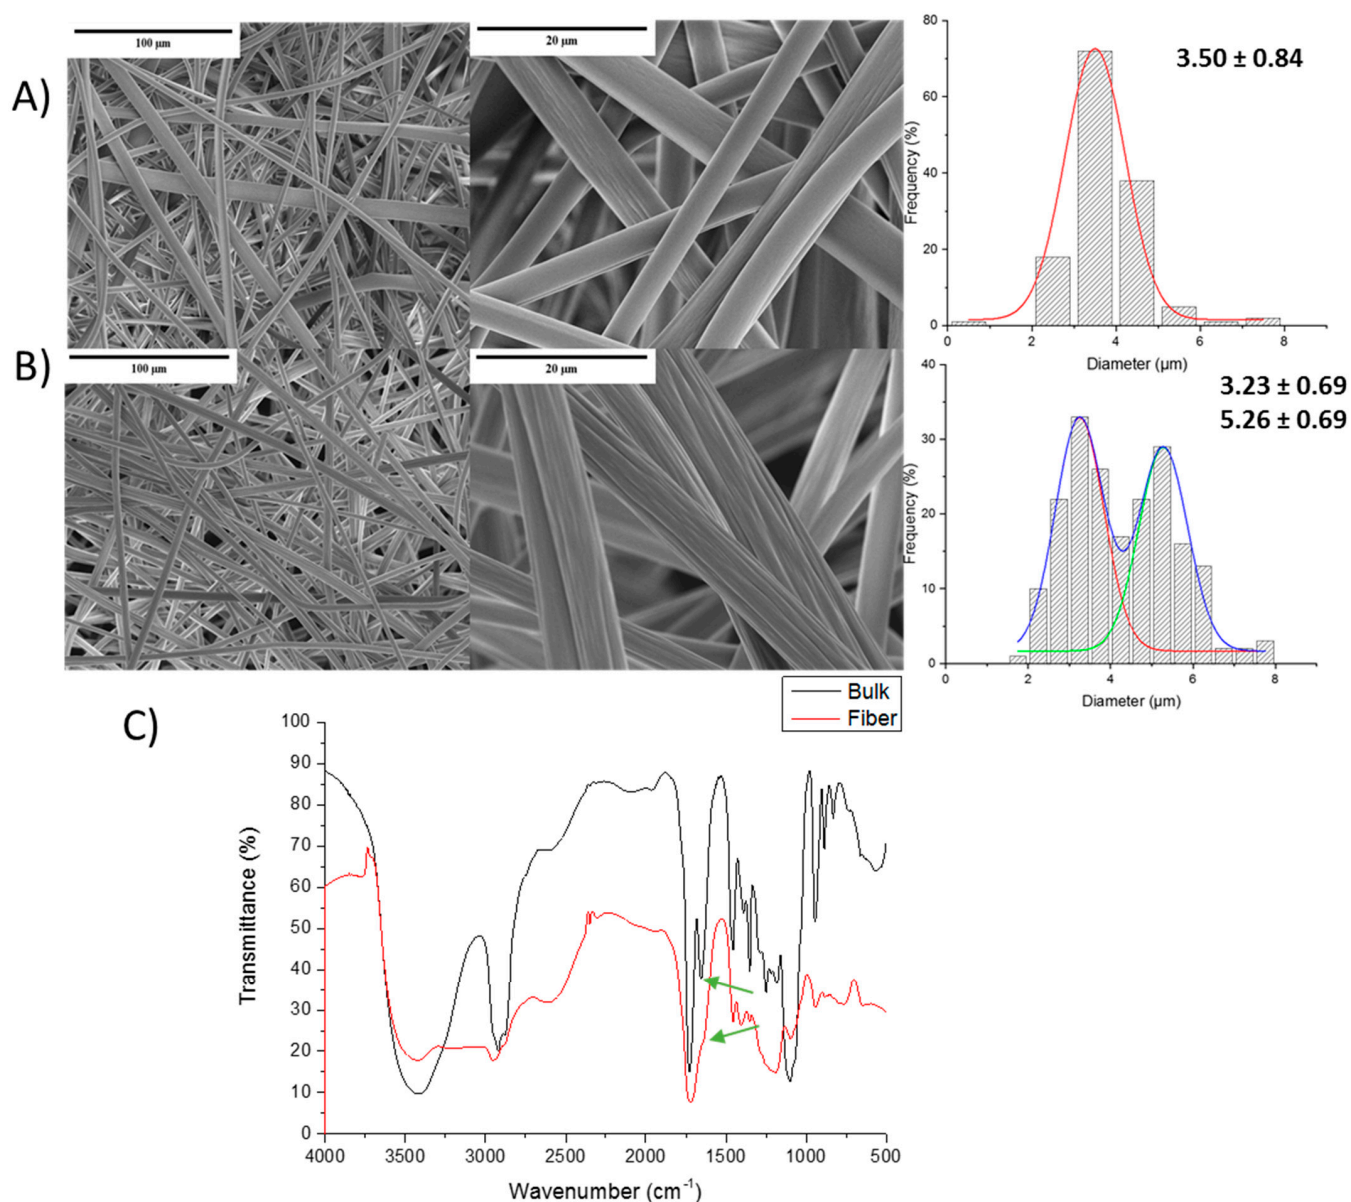 A)
100 µm
20 µm
3.50 ± 0.84
80
60
40
20
0
Frequency (%)
0 2 4 6 8
Diameter (µm)
B)
100 µm
20 µm
3.23 ± 0.69
5.26 ± 0.69
40
30
20
10
0
Frequency (%)
0 2 4 6 8
Diameter (µm)
C)
Bulk
Fiber
100
90
80
70
60
50
40
30
20
10
0
Transmittance (%)
4000 3500 3000 2500 2000 1500 1000 500
Wavenumber (cm⁻¹)